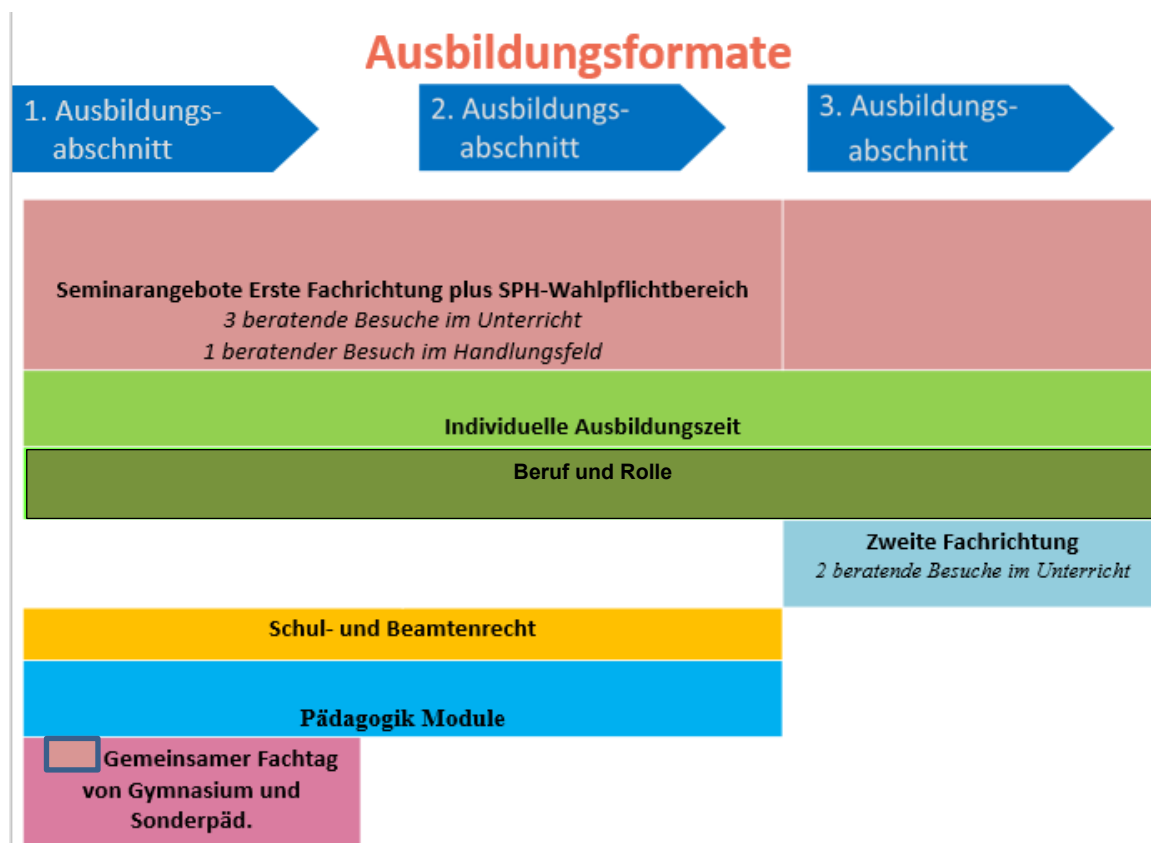 Ausbildungsformate
1. Ausbildungs-
abschnitt
2. Ausbildungs-
abschnitt
3. Ausbildungs-
abschnitt
Seminarangebote Erste Fachrichtung plus SPH-Wahlpflichtbereich
3 beratende Besuche im Unterricht
1 beratender Besuch im Handlungsfeld
Individuelle Ausbildungszeit
Beruf und Rolle
Zweite Fachrichtung
2 beratende Besuche im Unterricht
Schul- und Beamtenrecht
Pädagogik Module
Gemeinsamer Fachtag
von Gymnasium und
Sonderpäd.